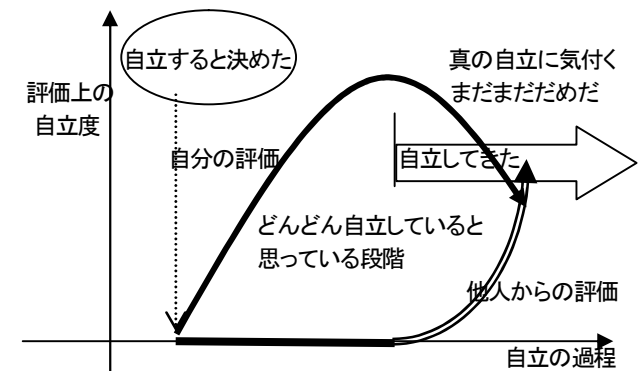 自立すると決めた
評価上の
自立度
真の自立に気付く
まだまだだめだ
自分の評価
自立してきた
どんどん自立していると
思っている段階
他人からの評価
自立の過程